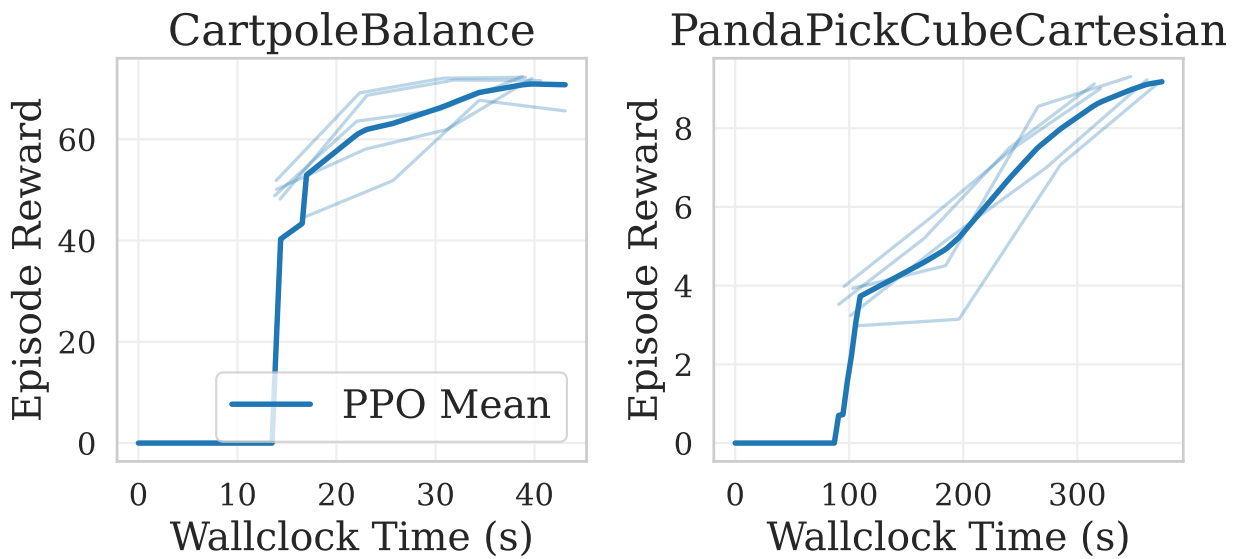 CartpoleBalance
Episode Reward
60
40
20
0
PPO Mean
0 10 20 30 40
Wallclock Time (s)
PandaPickCubeCartesian
Episode Reward
8
6
4
2
0
0 100 200 300
Wallclock Time (s)